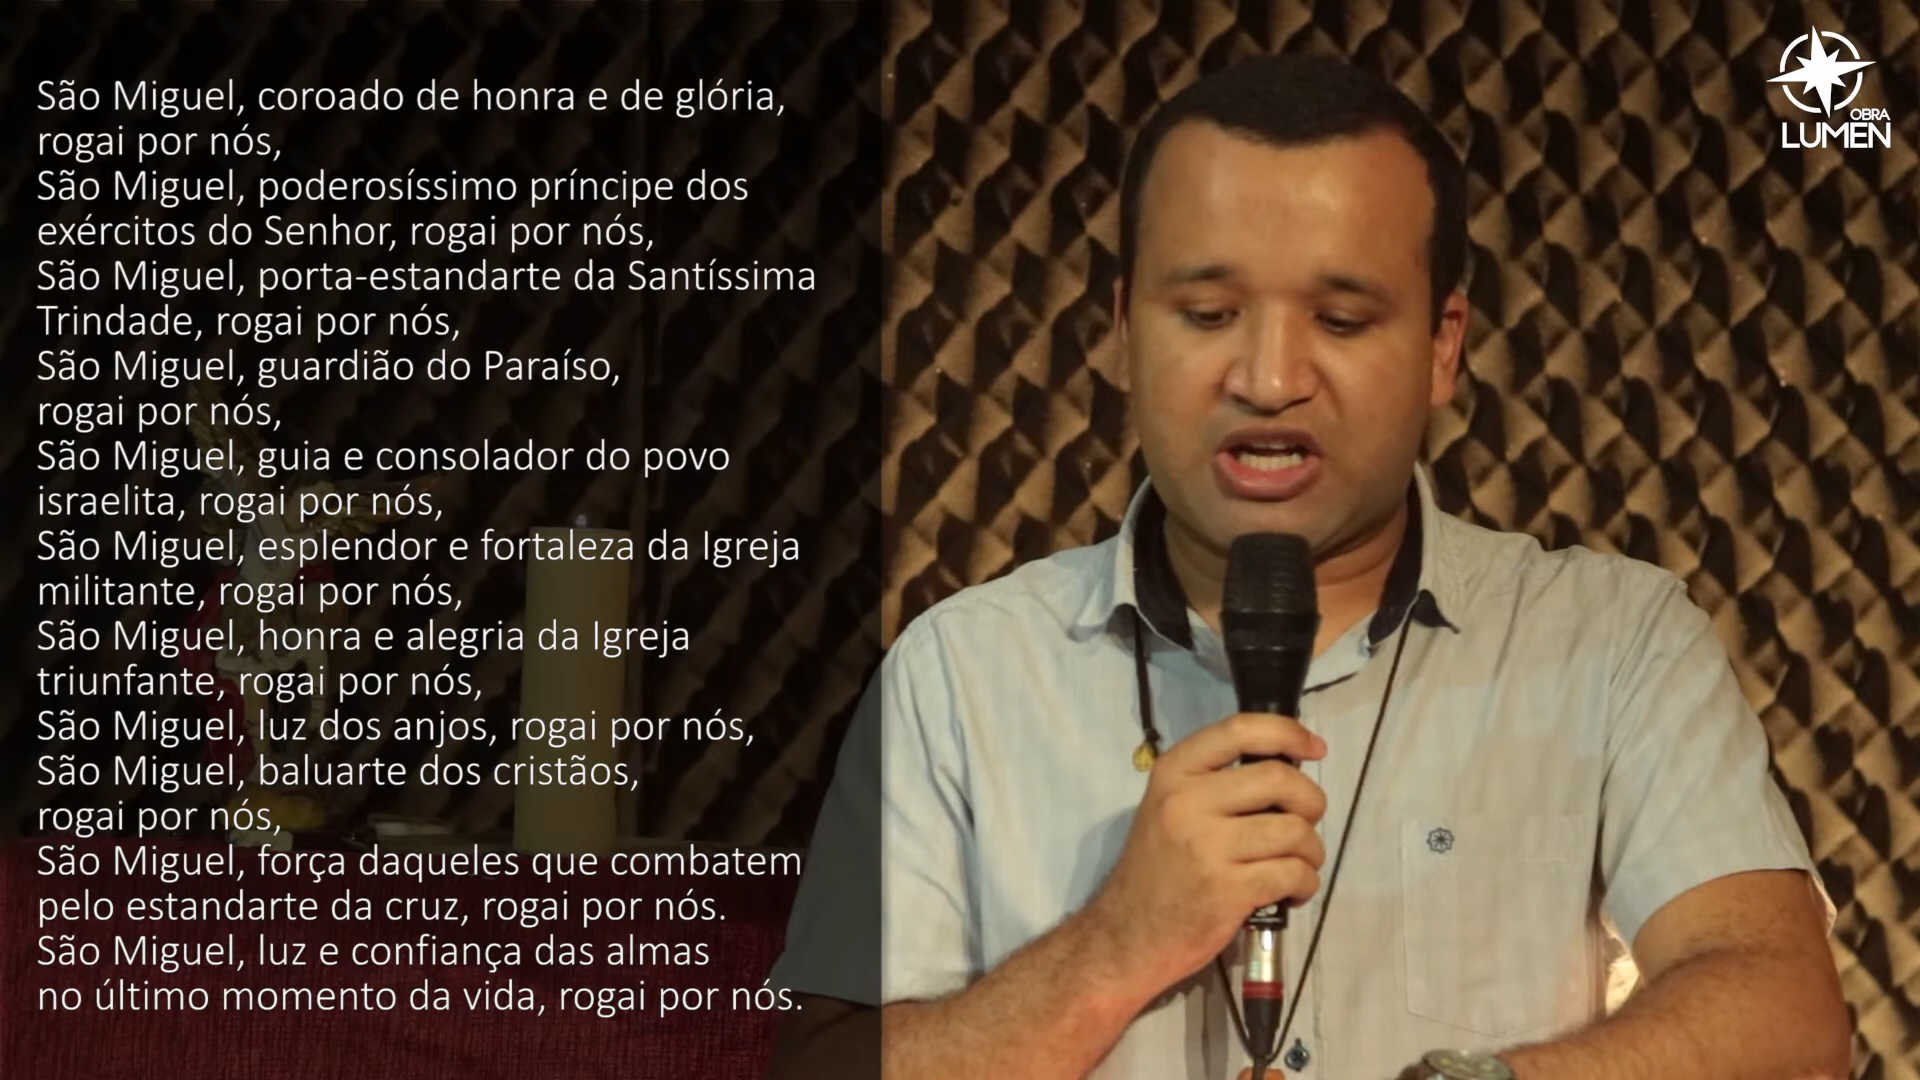 São Miguel, coroado de honra e de glória,
rogai por nós,
São Miguel, poderosíssimo príncipe dos
exércitos do Senhor, rogai por nós,
São Miguel, porta-estandarte da Santíssima
Trindade, rogai por nós,
São Miguel, guardião do Paraíso,
rogai por nós,
São Miguel, guia e consolador do povo
israelita, rogai por nós,
São Miguel, esplendor e fortaleza da Igreja
militante, rogai por nós,
São Miguel, honra e alegria da Igreja
triunfante, rogai por nós,
São Miguel, luz dos anjos, rogai por nós,
São Miguel, baluarte dos cristãos,
rogai por nós,
São Miguel, força daqueles que combatem
pelo estandarte da cruz, rogai por nós.
São Miguel, luz e confiança das almas
no último momento da vida, rogai por nós.
OBRA
LUMEN